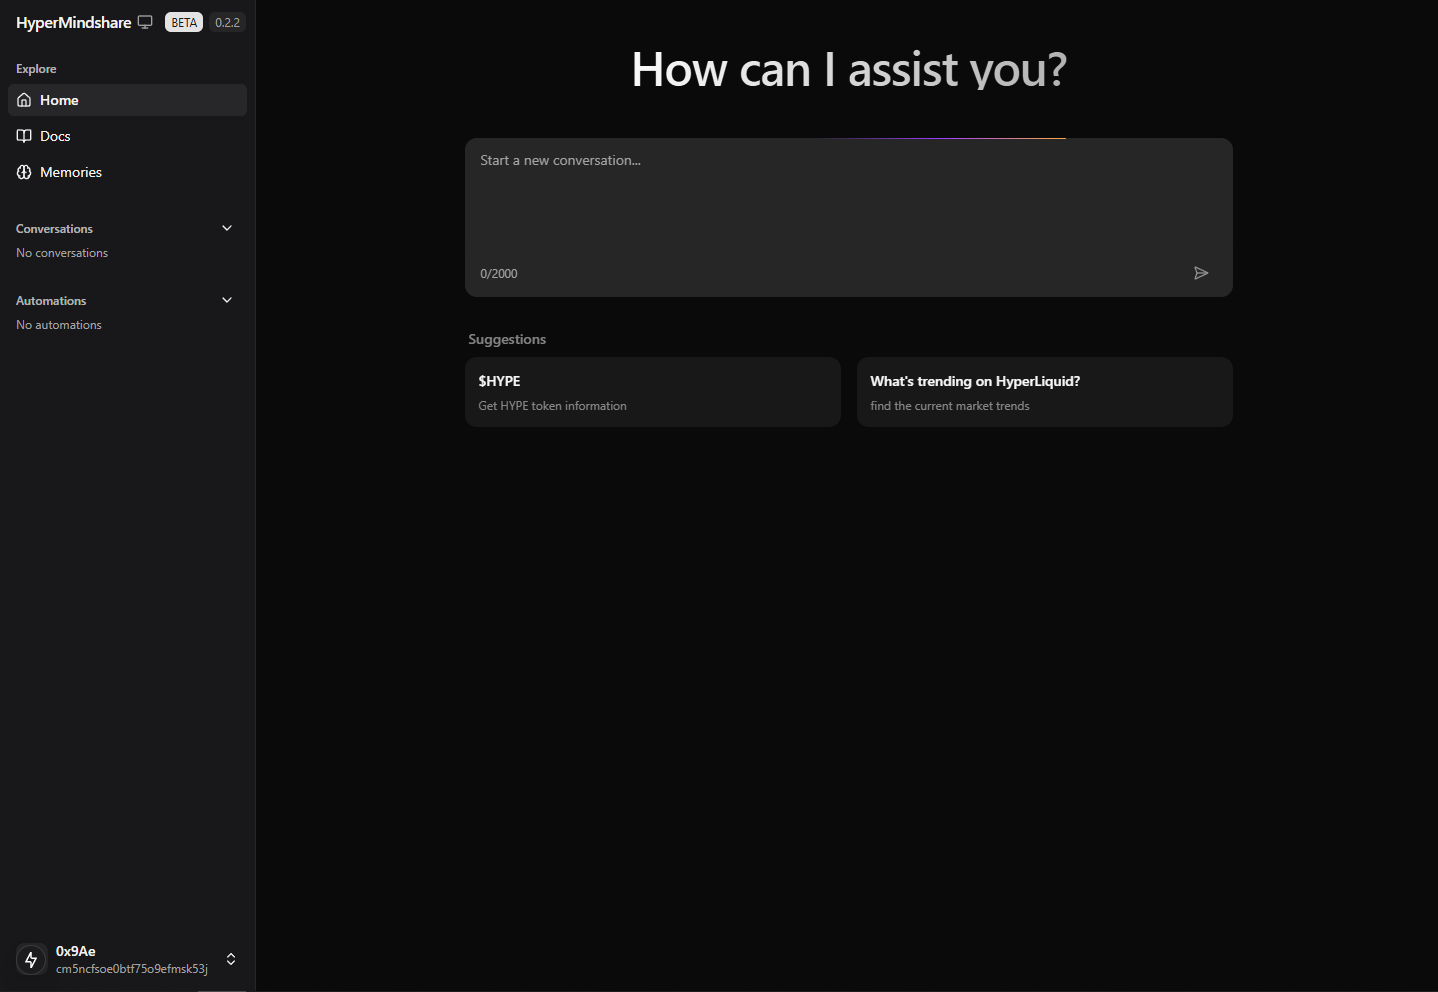 HyperMindshare BETA 0.2.2
Explore
Home
Docs
Memories
Conversations
No conversations
Automations
No automations
0x9Ae
cm5ncfsoe0btf75o9efmsk53j
How can I assist you?
Start a new conversation...
0/2000
Suggestions
$HYPE
Get HYPE token information
What's trending on HyperLiquid?
find the current market trends